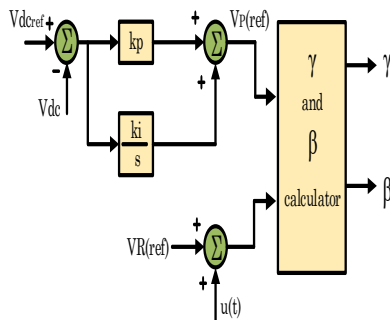 Vdcref
+
Σ
-
Vdc
kp
ki
s
+
Σ
+
VP(ref)
VR(ref)
+
Σ
+
u(t)
γ
and
β
calculator
γ
β